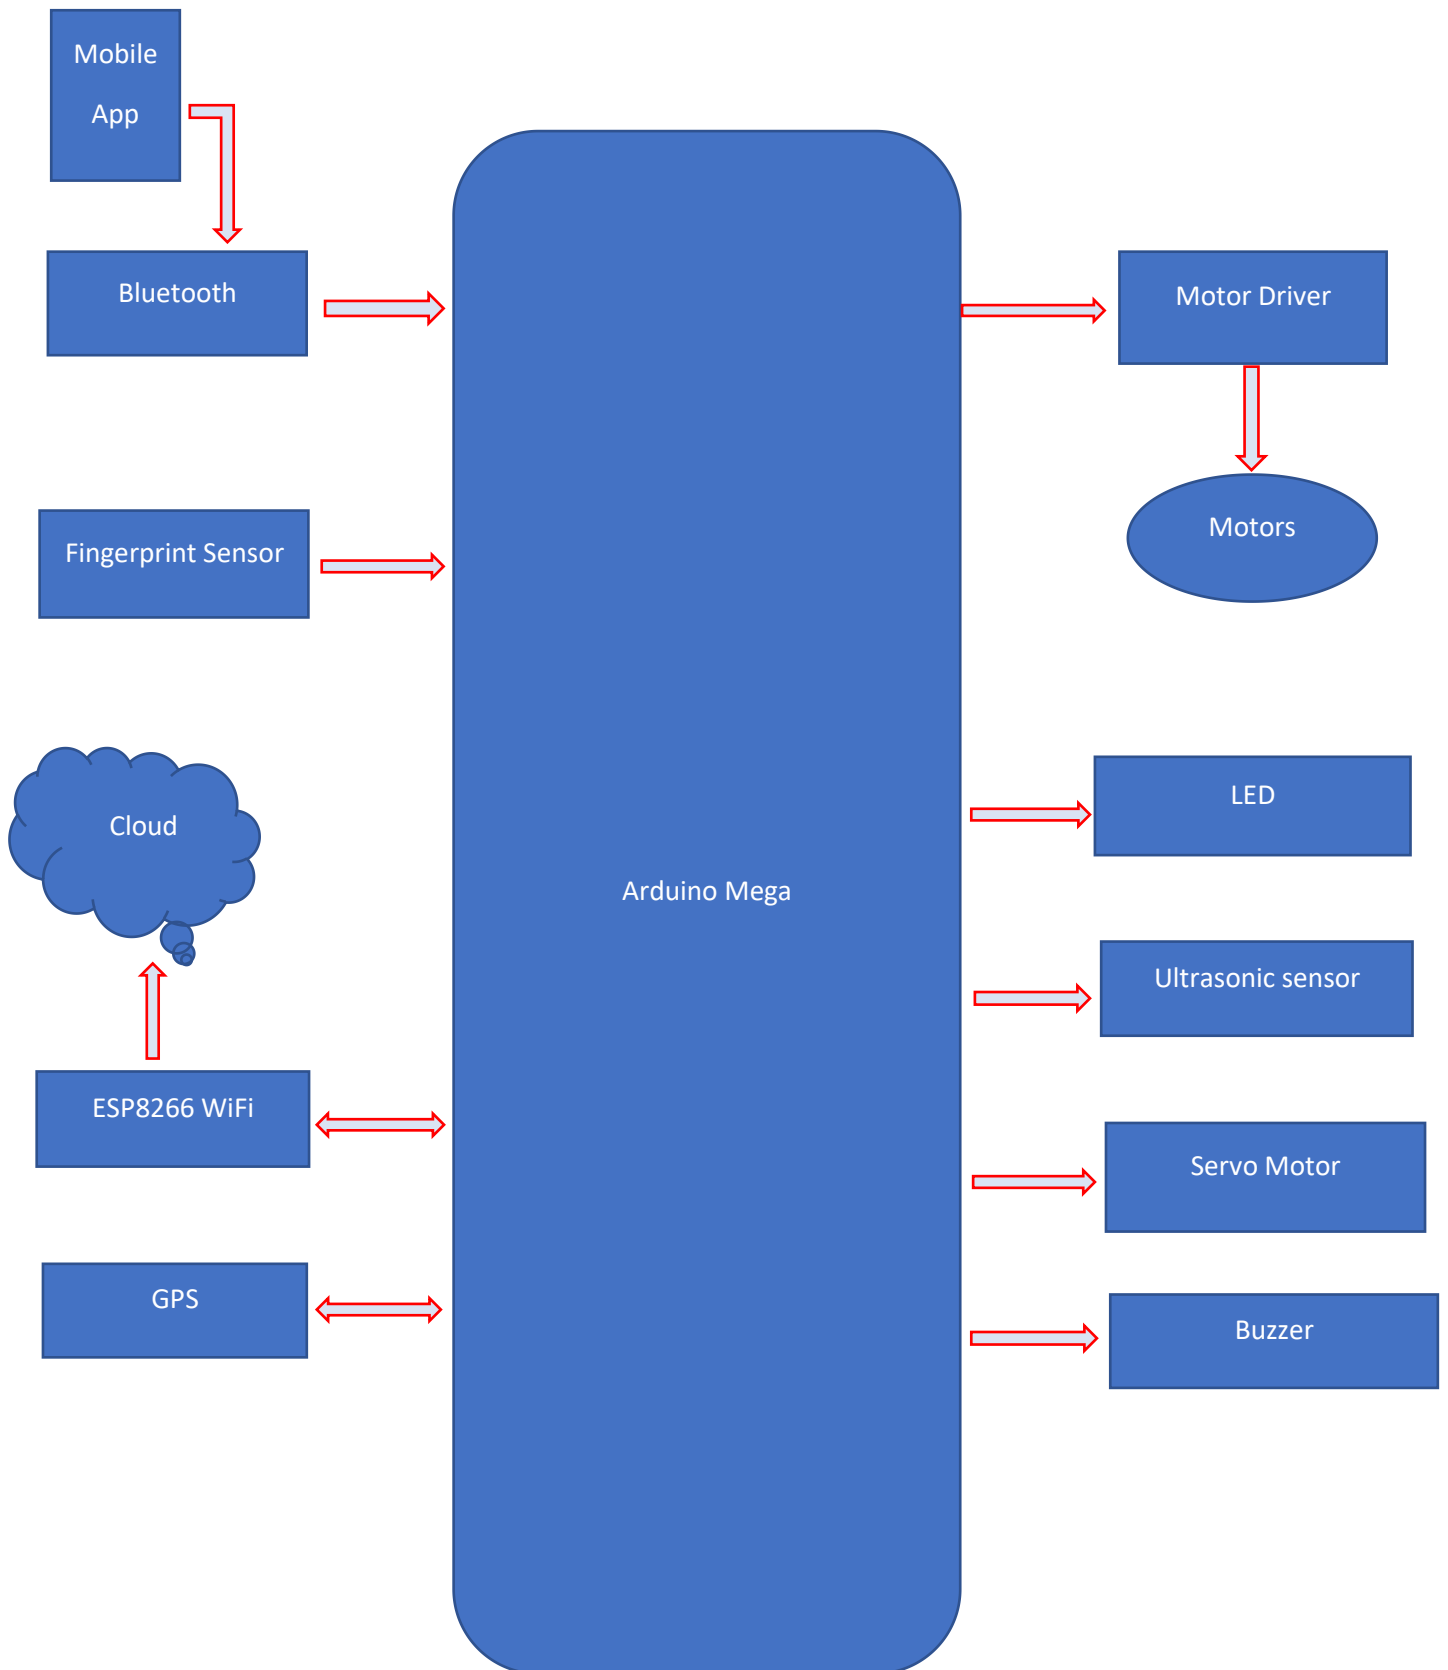 Mobile
App
Bluetooth
Motor Driver
Fingerprint Sensor
Motors
Cloud
LED
Arduino Mega
Ultrasonic sensor
ESP8266 WiFi
Servo Motor
GPS
Buzzer